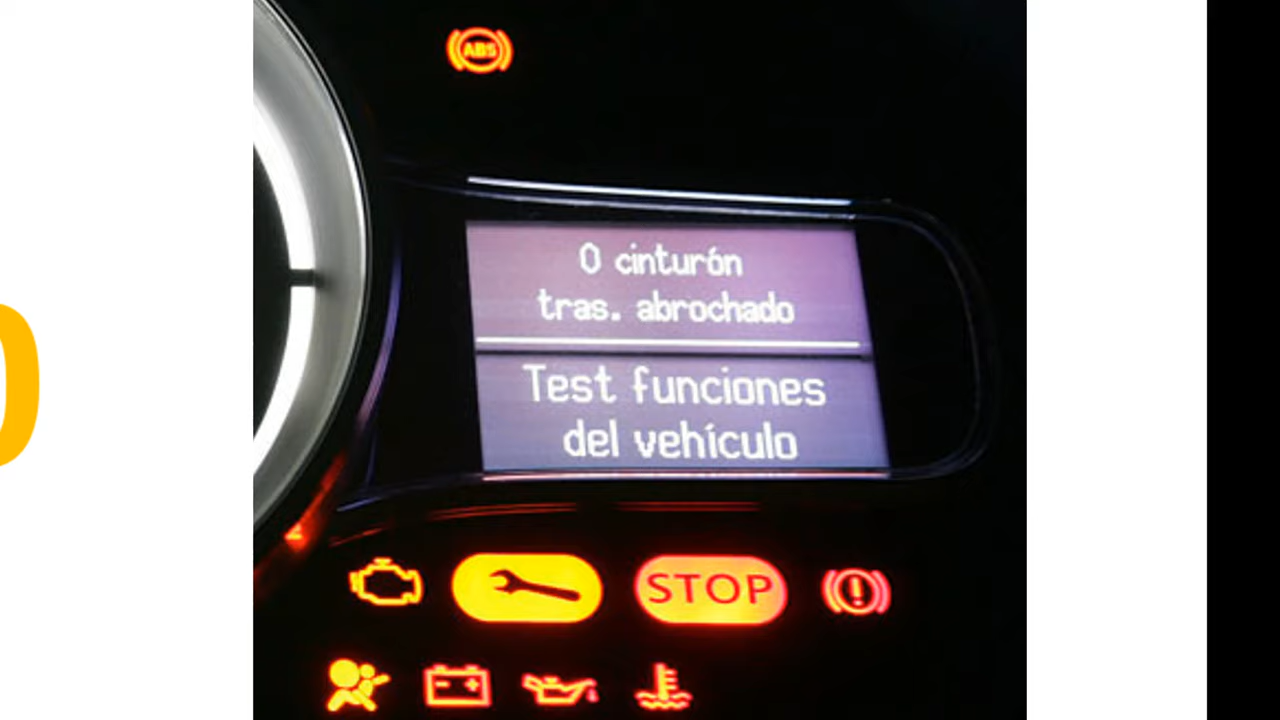 ABS
0 cinturón
tras. abrochado
Test funciones
del vehículo
STOP